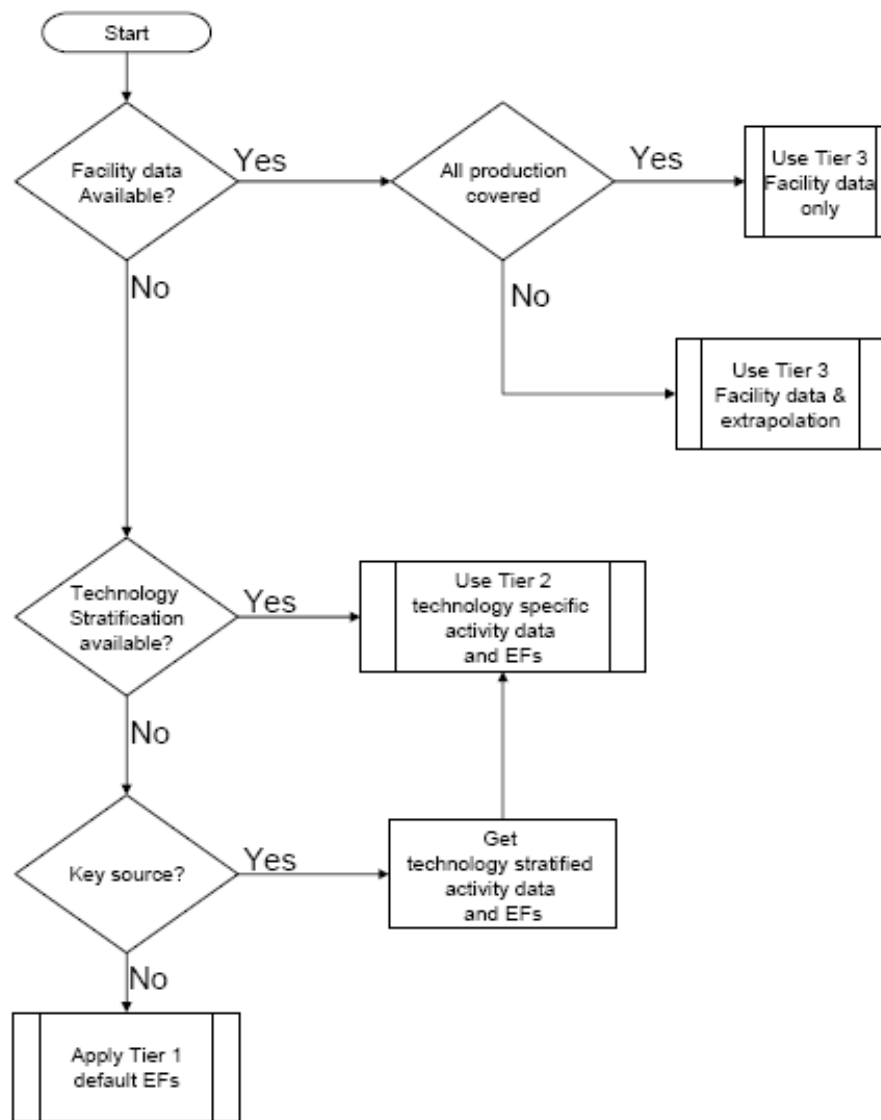 Start
Facility data
Available?
Yes
All production
covered
Yes
Use Tier 3
Facility data
only
No
No
Use Tier 3
Facility data &
extrapolation
Technology
Stratification
available?
Yes
Use Tier 2
technology specific
activity data
and EFs
No
Key source?
Yes
Get
technology stratified
activity data
and EFs
No
Apply Tier 1
default EFs